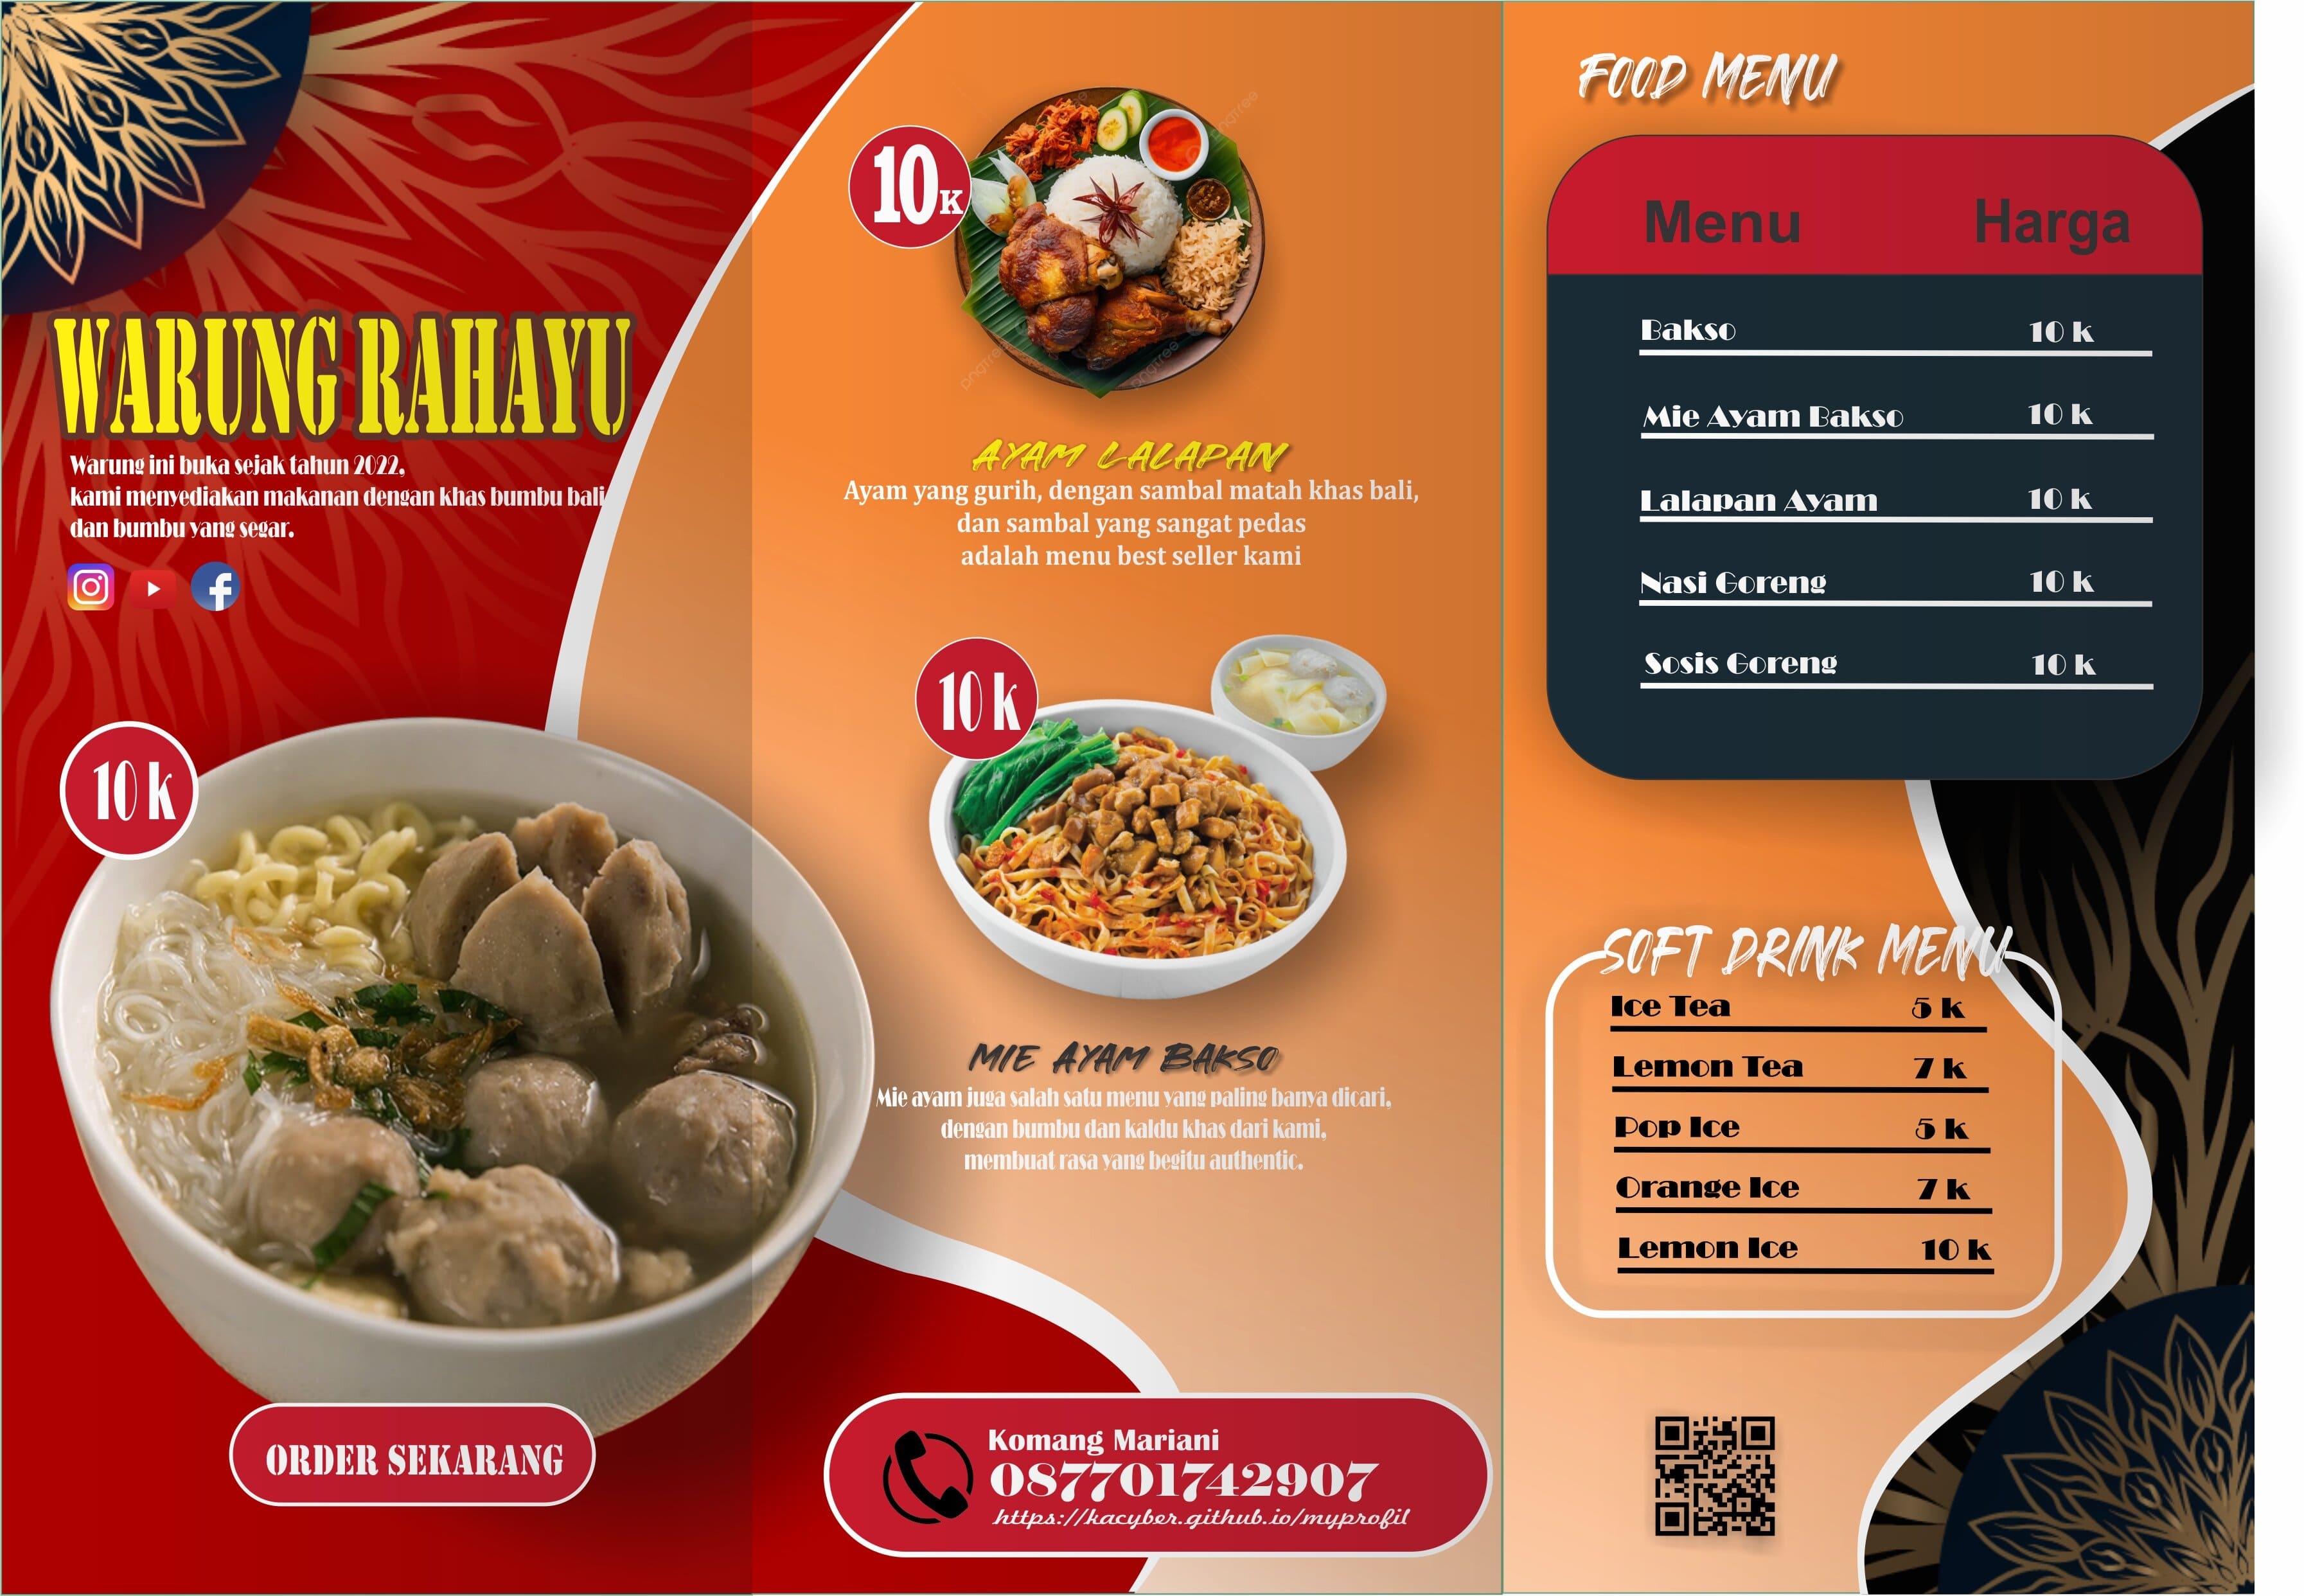 WARUNG RAHAYU
Warung ini buka sejak tahun 2022,
kami menyediakan makanan dengan khas bumbu bali
dan bumbu yang segar.
10 k
ORDER SEKARANG
10 K
pngtree
pngtree
pngtree
AYAM LALAPAN
Ayam yang gurih, dengan sambal matah khas bali,
dan sambal yang sangat pedas
adalah menu best seller kami
10 k
MIE AYAM BAKSO
Mie ayam juga salah satu menu yang paling banya dicari,
dengan bumbu dan kaldu khas dari kami,
membuat rasa yang begitu authentic.
Komang Mariani
087701742907
https://kacyber.github.io/myprofil
FOOD MENU
Menu Harga
Bakso 10 k
Mie Ayam Bakso 10 k
Lalapan Ayam 10 k
Nasi Goreng 10 k
Sosis Goreng 10 k
SOFT DRINK MENU
Ice Tea 5 k
Lemon Tea 7 k
Pop Ice 5 k
Orange Ice 7 k
Lemon Ice 10 k